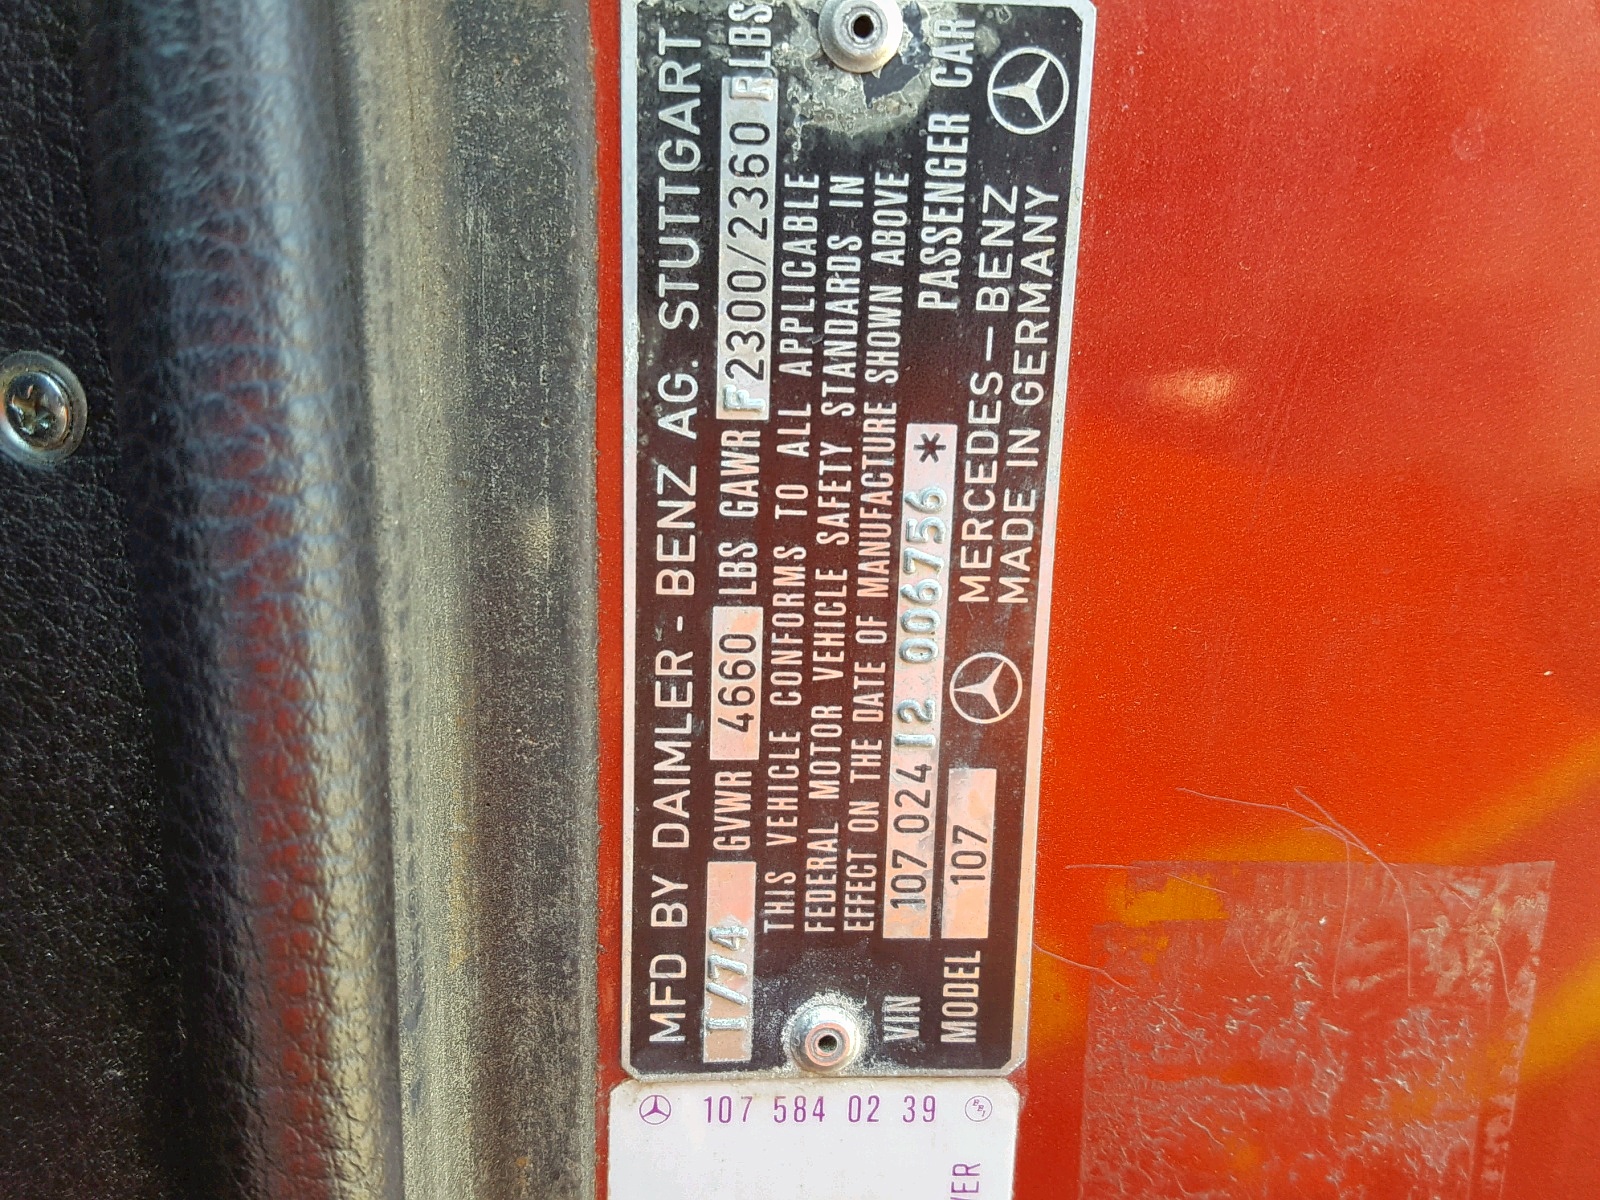 MFD BY DAIMLER - BENZ AG. STUTTGART
1/74 GVWR 4660 LBS GAWR F2300/2360 RLBS
THIS VEHICLE CONFORMS TO ALL APPLICABLE
FEDERAL MOTOR VEHICLE SAFETY STANDARDS IN
EFFECT ON THE DATE OF MANUFACTURE SHOWN ABOVE
VIN 107 024 12 006756 * PASSENGER CAR
MODEL 107 MERCEDES-BENZ
MADE IN GERMANY
107 584 02 39